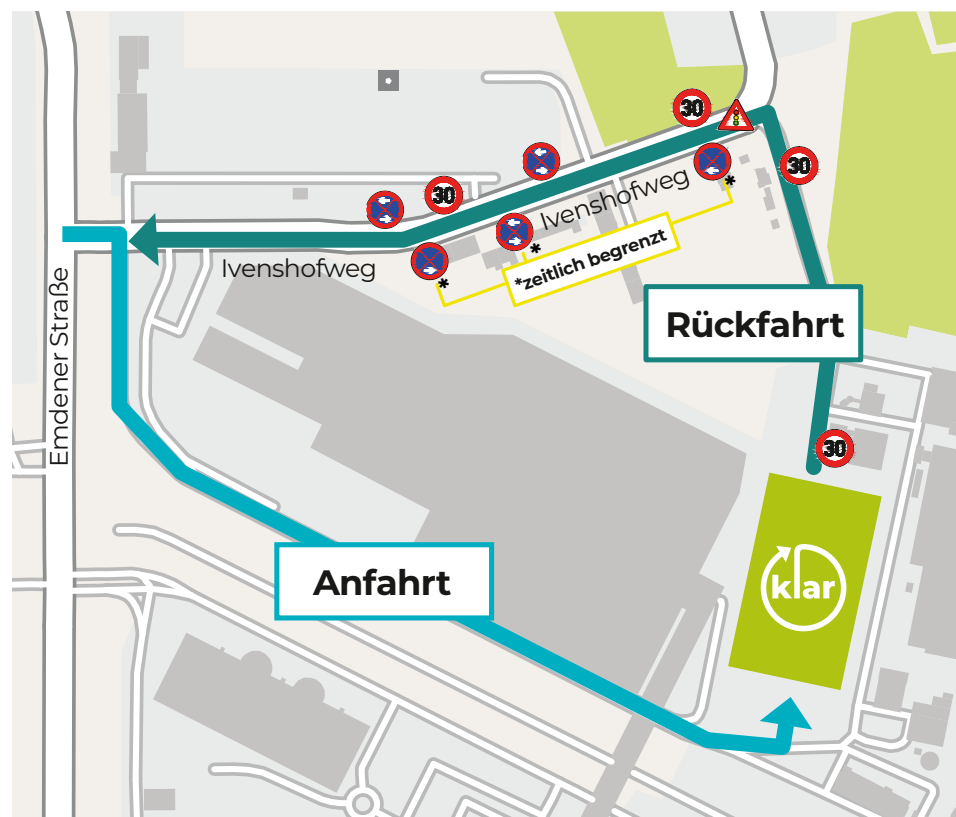 30
30
30
Ivenshofweg
*
*
*
*zeitlich begrenzt
Ivenshofweg
Emdener Straße
Rückfahrt
30
Anfahrt
klar